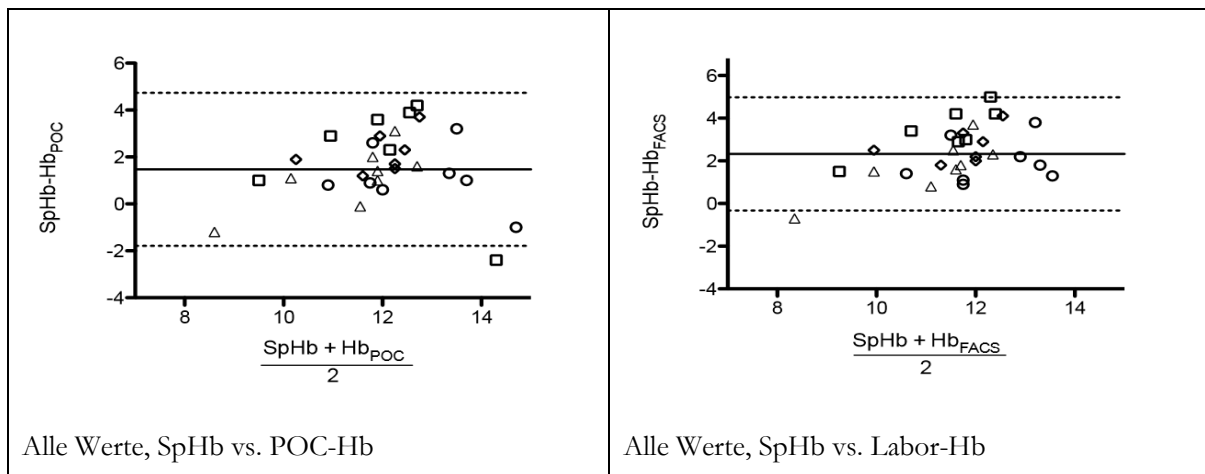 6
4
2
0
-2
-4
SpHb-Hb_POC
8 10 12 14
SpHb + Hb_POC
2
Alle Werte, SpHb vs. POC-Hb
6
4
2
0
-2
-4
SpHb-Hb_FACS
8 10 12 14
SpHb + Hb_FACS
2
Alle Werte, SpHb vs. Labor-Hb